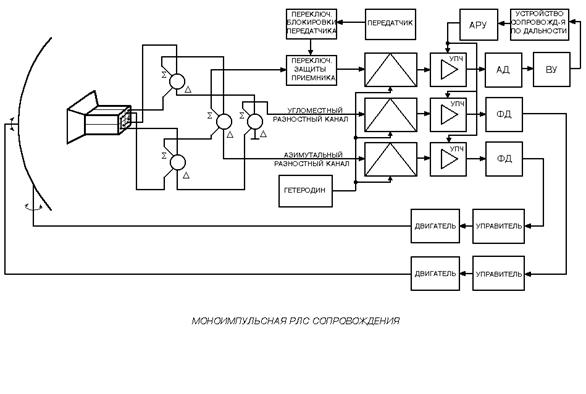 ПЕРЕКЛЮЧ.
БЛОКИРОВКИ
ПЕРЕДАТЧИКА
ПЕРЕДАТЧИК
АРУ
УСТРОЙСТВО
СОПРОВОЖД-Я
ПО ДАЛЬНОСТИ
ПЕРЕКЛЮЧ.
ЗАЩИТЫ
ПРИЕМНИКА
УПЧ
АД
ВУ
Σ
Δ
Σ
Δ
Σ
Δ
УГЛОМЕСТНЫЙ
РАЗНОСТНЫЙ КАНАЛ
УПЧ
ФД
Σ
Δ
АЗИМУТАЛЬНЫЙ
РАЗНОСТНЫЙ КАНАЛ
УПЧ
ФД
ГЕТЕРОДИН
ДВИГАТЕЛЬ
УПРАВИТЕЛЬ
ДВИГАТЕЛЬ
УПРАВИТЕЛЬ
МОНОИМПУЛЬСНАЯ РЛС СОПРОВОЖДЕНИЯ